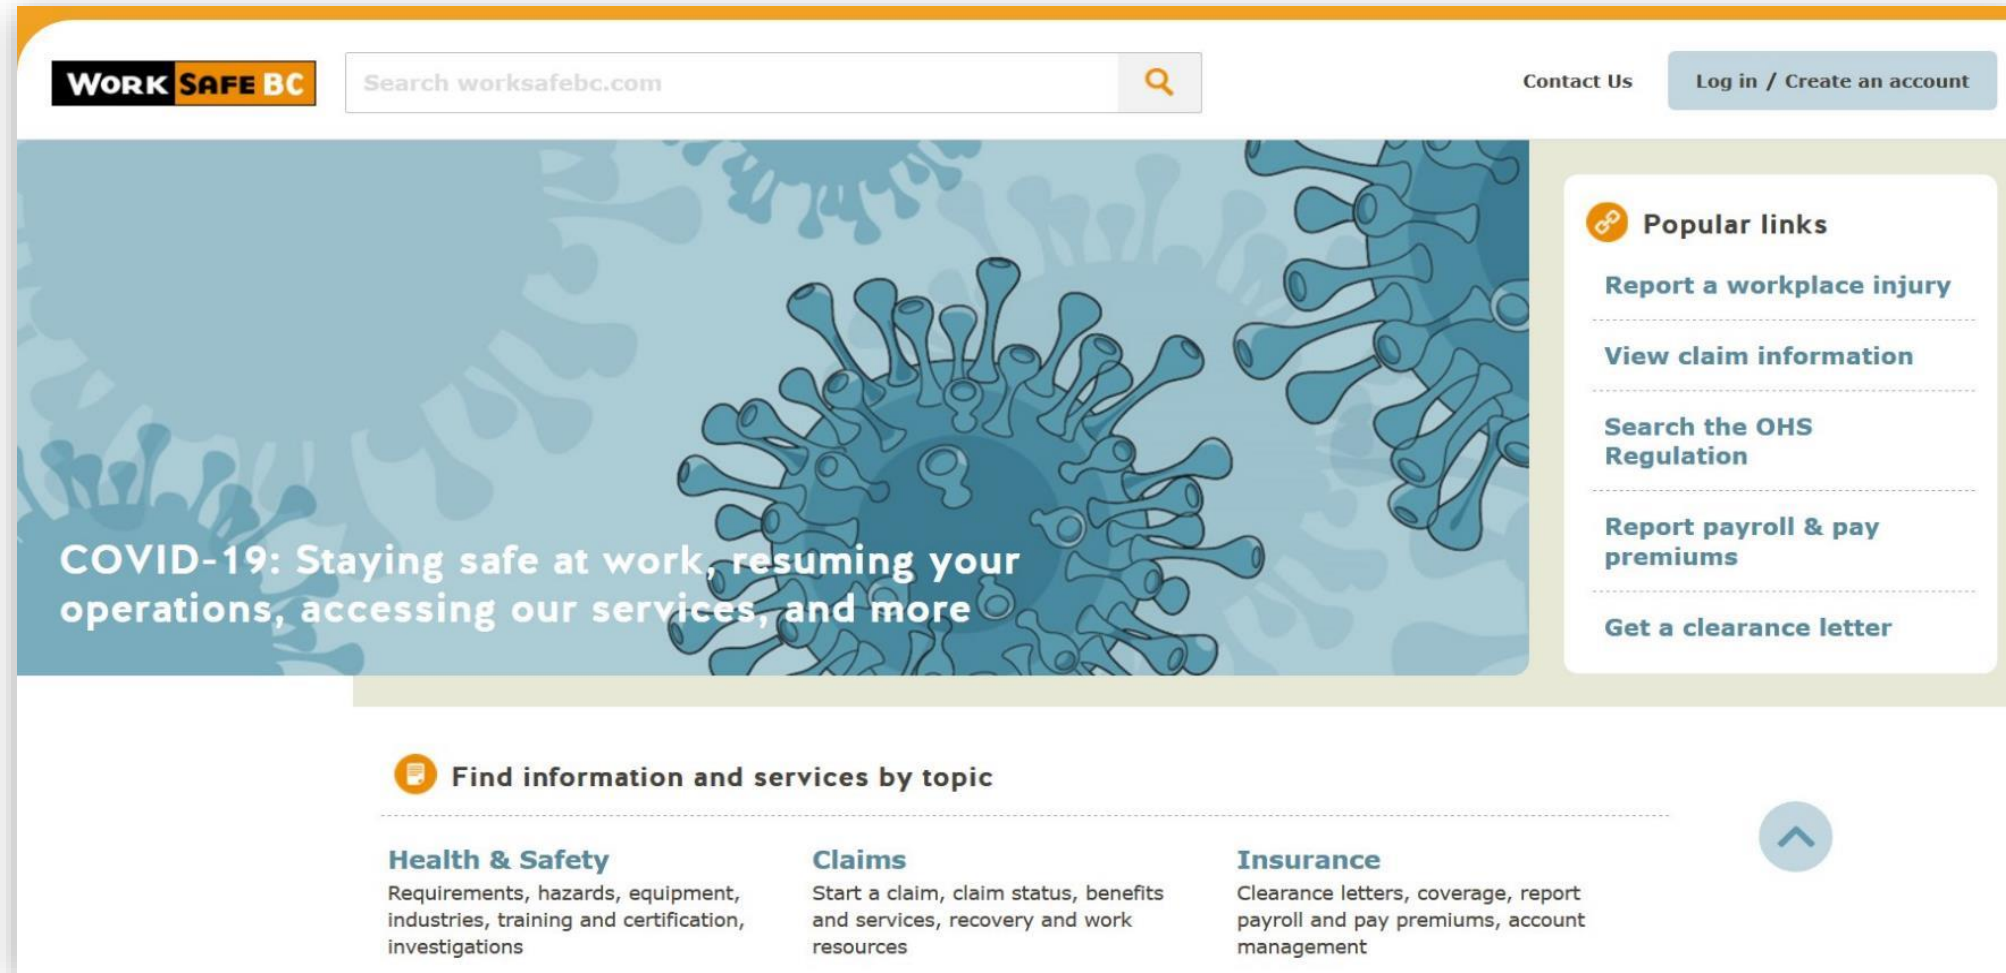 WORK SAFE BC
Search worksafebc.com
Contact Us
Log in / Create an account
COVID-19: Staying safe at work, resuming your
operations, accessing our services, and more
Popular links
Report a workplace injury
View claim information
Search the OHS
Regulation
Report payroll & pay
premiums
Get a clearance letter
Find information and services by topic
Health & Safety
Requirements, hazards, equipment,
industries, training and certification,
investigations
Claims
Start a claim, claim status, benefits
and services, recovery and work
resources
Insurance
Clearance letters, coverage, report
payroll and pay premiums, account
management